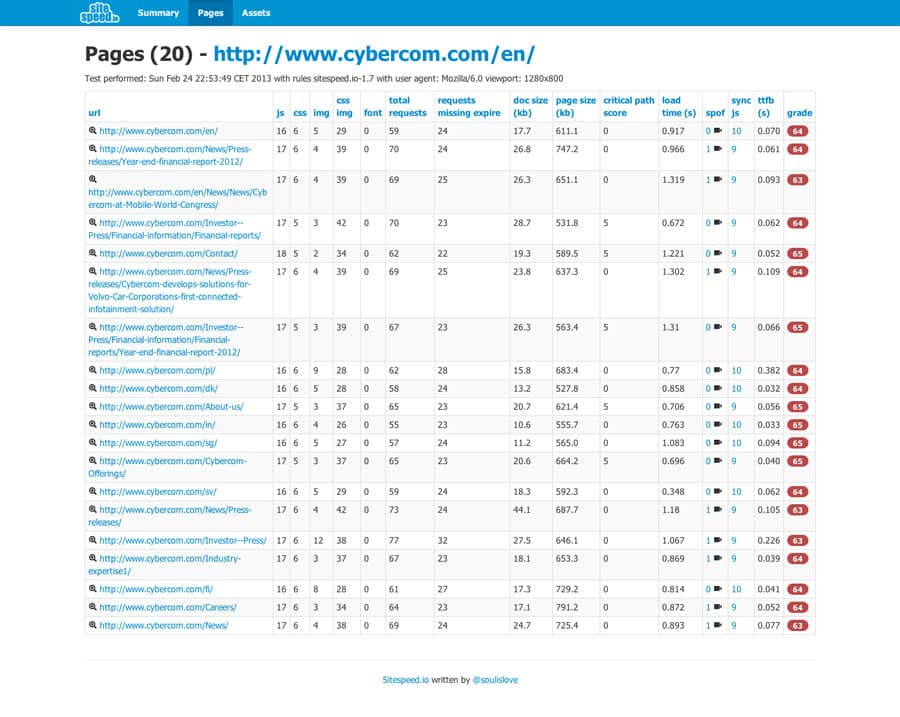 site
speed.io
Summary Pages Assets
Pages (20) - http://www.cybercom.com/en/
Test performed: Sun Feb 24 22:53:49 CET 2013 with rules sitespeed.io-1.7 with user agent: Mozilla/6.0 viewport: 1280x800
url js css img css img font total requests requests missing expire doc size (kb) page size (kb) critical path score load time (s) spof sync js ttfb (s) grade
http://www.cybercom.com/en/ 16 6 5 29 0 59 24 17.7 611.1 0 0.917 0 10 0.070 64
http://www.cybercom.com/News/Press- 17 6 4 39 0 70 24 26.8 747.2 0 0.966 1 9 0.061 64
releases/Year-end-financial-report-2012/
http://www.cybercom.com/en/News/News/Cyb 17 6 4 39 0 69 25 26.3 651.1 0 1.319 1 9 0.093 63
ercom-at-Mobile-World-Congress/
http://www.cybercom.com/Investor-- 17 5 3 42 0 70 23 28.7 531.8 5 0.672 0 9 0.062 64
Press/Financial-information/Financial-reports/
http://www.cybercom.com/Contact/ 18 5 2 34 0 62 22 19.3 589.5 5 1.221 0 9 0.052 65
http://www.cybercom.com/News/Press- 17 6 4 39 0 69 25 23.8 637.3 0 1.302 1 9 0.109 64
releases/Cybercom-develops-solutions-for-
Volvo-Car-Corporations-first-connected-
infotainment-solution/
http://www.cybercom.com/Investor-- 17 5 3 39 0 67 23 26.3 563.4 5 1.31 0 9 0.066 65
Press/Financial-information/Financial-
reports/Year-end-financial-report-2012/
http://www.cybercom.com/pl/ 16 6 9 28 0 62 28 15.8 683.4 0 0.77 0 10 0.382 64
http://www.cybercom.com/dk/ 16 6 5 28 0 58 24 13.2 527.8 0 0.858 0 10 0.032 64
http://www.cybercom.com/About-us/ 17 5 3 37 0 65 23 20.7 621.4 5 0.706 0 9 0.056 65
http://www.cybercom.com/in/ 16 6 4 26 0 55 23 10.6 555.7 0 0.763 0 10 0.033 65
http://www.cybercom.com/sg/ 16 6 5 27 0 57 24 11.2 565.0 0 1.083 0 10 0.094 65
http://www.cybercom.com/Cybercom- 17 5 3 37 0 65 23 20.6 664.2 5 0.696 0 9 0.040 65
Offerings/
http://www.cybercom.com/sv/ 16 6 5 29 0 59 24 18.3 592.3 0 0.348 0 10 0.062 64
http://www.cybercom.com/News/Press- 17 6 4 42 0 73 24 44.1 687.7 0 1.18 1 9 0.105 63
releases/
http://www.cybercom.com/Investor--Press/ 17 6 12 38 0 77 32 27.5 646.1 0 1.067 1 9 0.226 63
http://www.cybercom.com/Industry- 17 6 3 37 0 67 23 18.1 653.3 0 0.869 1 9 0.039 64
expertise1/
http://www.cybercom.com/fi/ 16 6 8 28 0 61 27 17.3 729.2 0 0.814 0 10 0.041 64
http://www.cybercom.com/Careers/ 17 6 3 34 0 64 23 17.1 791.2 0 0.872 1 9 0.052 64
http://www.cybercom.com/News/ 17 6 4 38 0 69 24 24.7 725.4 0 0.893 1 9 0.077 63
Sitespeed.io written by @soulislove